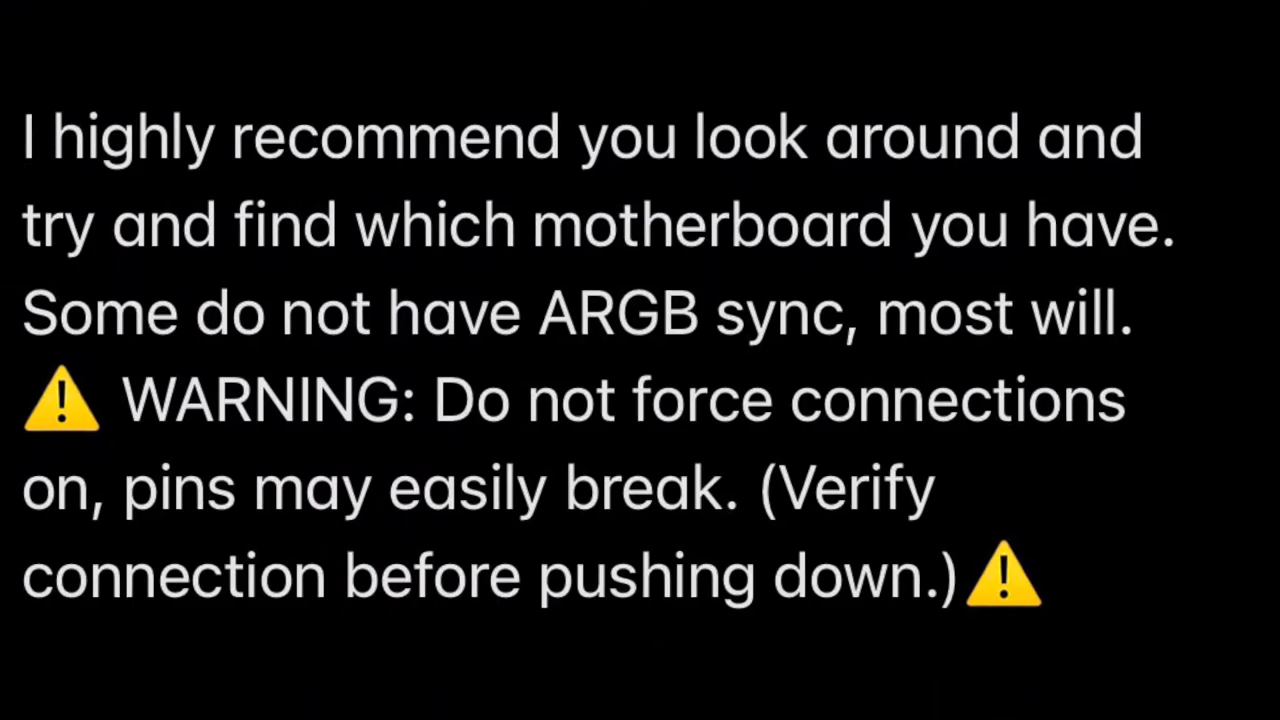 I highly recommend you look around and
try and find which motherboard you have.
Some do not have ARGB sync, most will.
⚠️ WARNING: Do not force connections
on, pins may easily break. (Verify
connection before pushing down.)⚠️